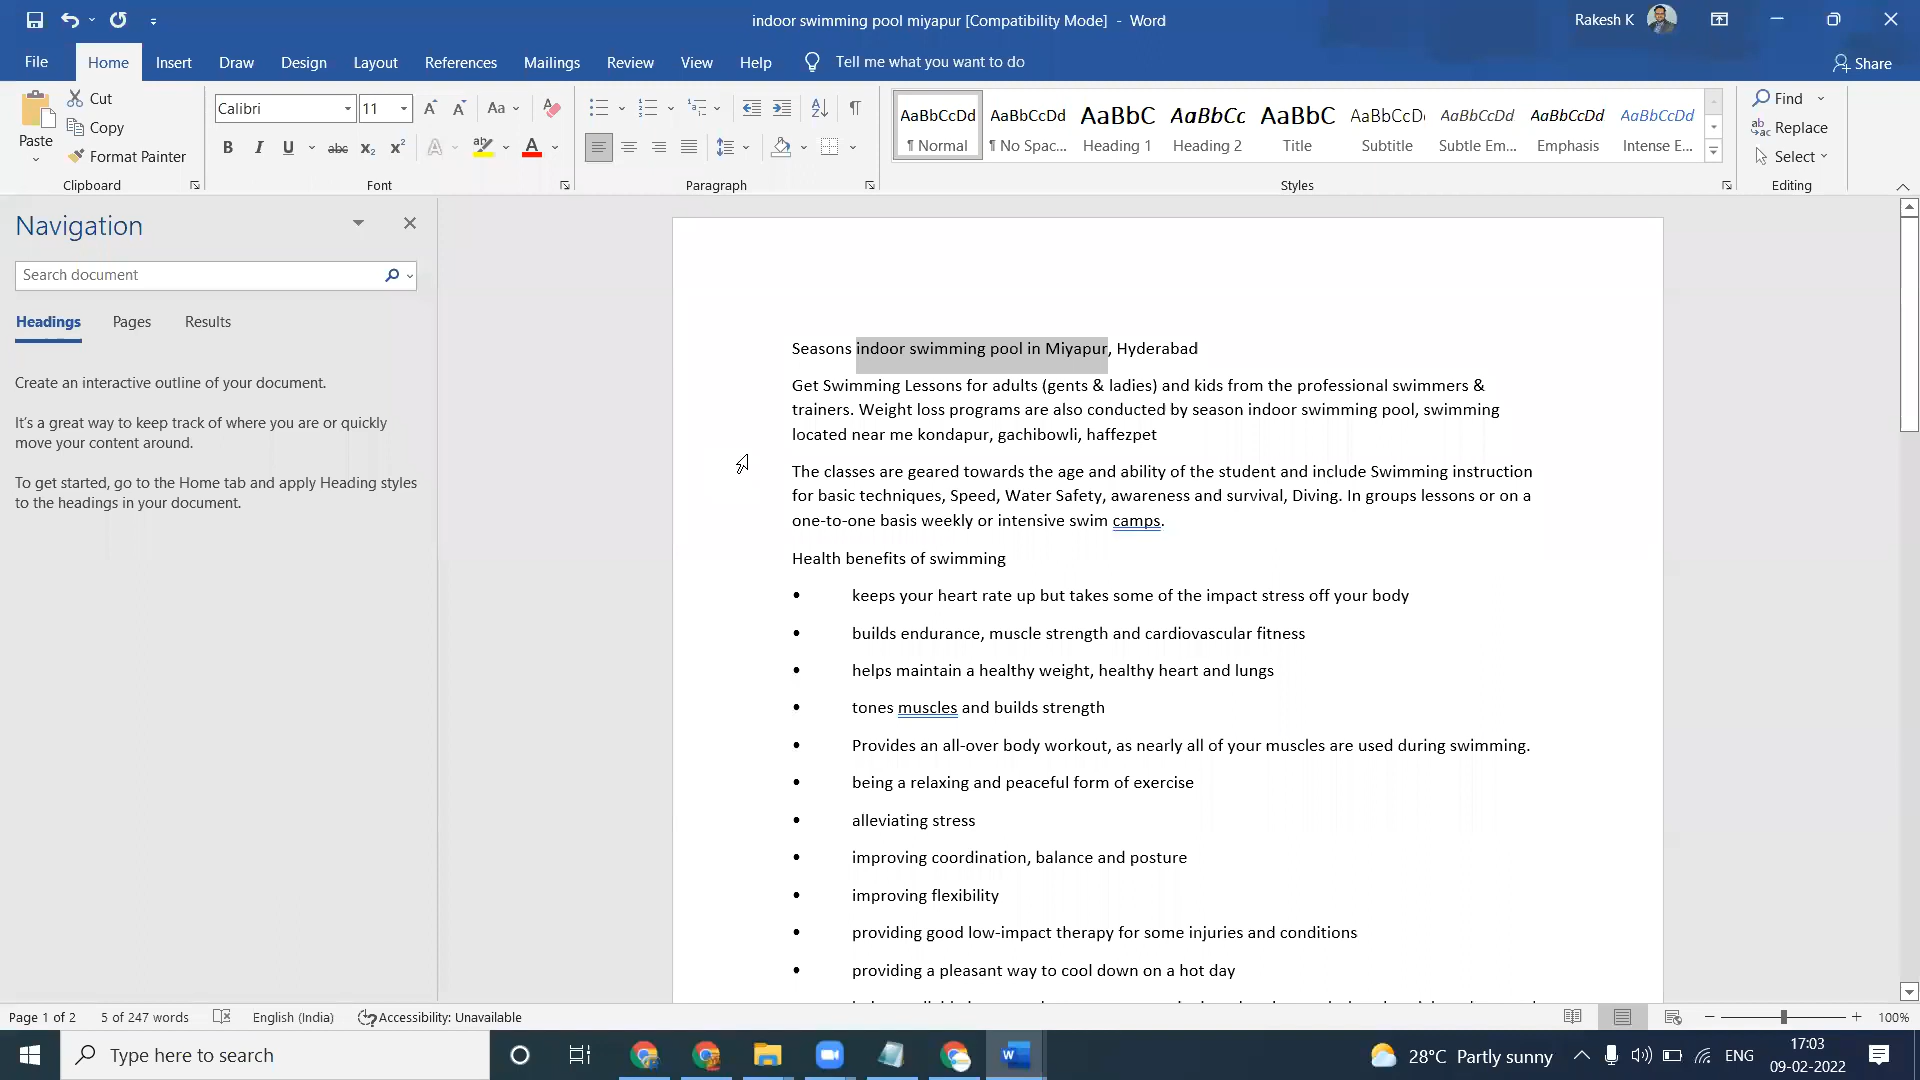 indoor swimming pool miyapur [Compatibility Mode] - Word
Rakesh K
File Home Insert Draw Design Layout References Mailings Review View Help Tell me what you want to do
Share
Paste
Cut
Copy
Format Painter
Clipboard
Calibri 11
Font
Paragraph
AaBbCcDd AaBbCcDd AaBbC AaBbCc AaBbC AaBbCcD AaBbCcDd AaBbCcDd AaBbCcDd
¶ Normal ¶ No Spac... Heading 1 Heading 2 Title Subtitle Subtle Em... Emphasis Intense E...
Styles
Find
Replace
Select
Editing
Navigation
Search document
Headings Pages Results
Create an interactive outline of your document.
It's a great way to keep track of where you are or quickly
move your content around.
To get started, go to the Home tab and apply Heading styles
to the headings in your document.
Seasons indoor swimming pool in Miyapur, Hyderabad
Get Swimming Lessons for adults (gents & ladies) and kids from the professional swimmers &
trainers. Weight loss programs are also conducted by season indoor swimming pool, swimming
located near me kondapur, gachibowli, haffezpet
The classes are geared towards the age and ability of the student and include Swimming instruction
for basic techniques, Speed, Water Safety, awareness and survival, Diving. In groups lessons or on a
one-to-one basis weekly or intensive swim camps.
Health benefits of swimming
• keeps your heart rate up but takes some of the impact stress off your body
• builds endurance, muscle strength and cardiovascular fitness
• helps maintain a healthy weight, healthy heart and lungs
• tones muscles and builds strength
• Provides an all-over body workout, as nearly all of your muscles are used during swimming.
• being a relaxing and peaceful form of exercise
• alleviating stress
• improving coordination, balance and posture
• improving flexibility
• providing good low-impact therapy for some injuries and conditions
• providing a pleasant way to cool down on a hot day
Page 1 of 2 5 of 247 words English (India) Accessibility: Unavailable
100%
Type here to search
28°C Partly sunny
ENG
17:03
09-02-2022